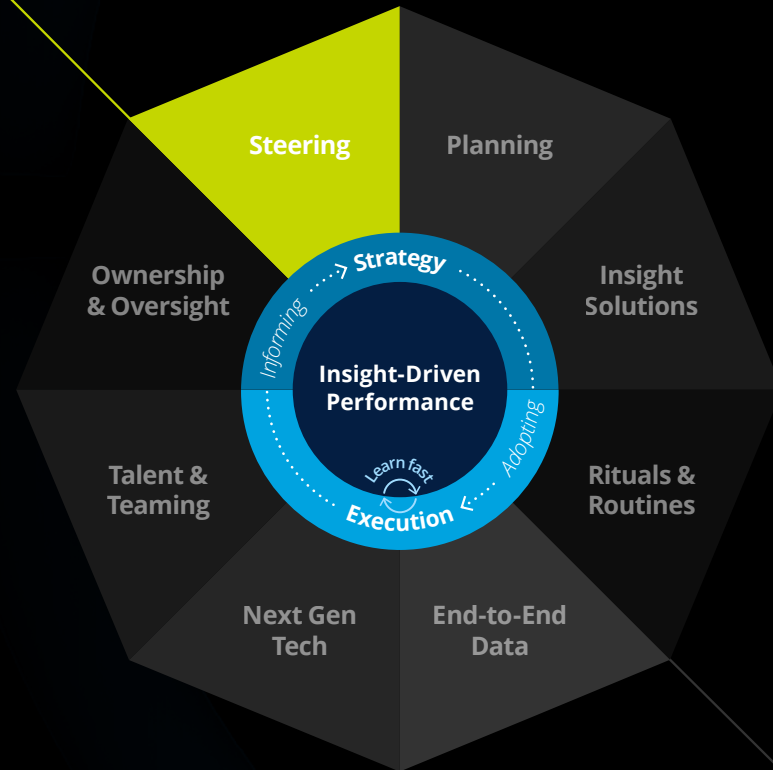 Steering
Planning
Ownership
& Oversight
Insight
Solutions
Informing
Strategy
Insight-Driven
Performance
Adopting
Learn fast
Execution
Talent &
Teaming
Rituals &
Routines
Next Gen
Tech
End-to-End
Data